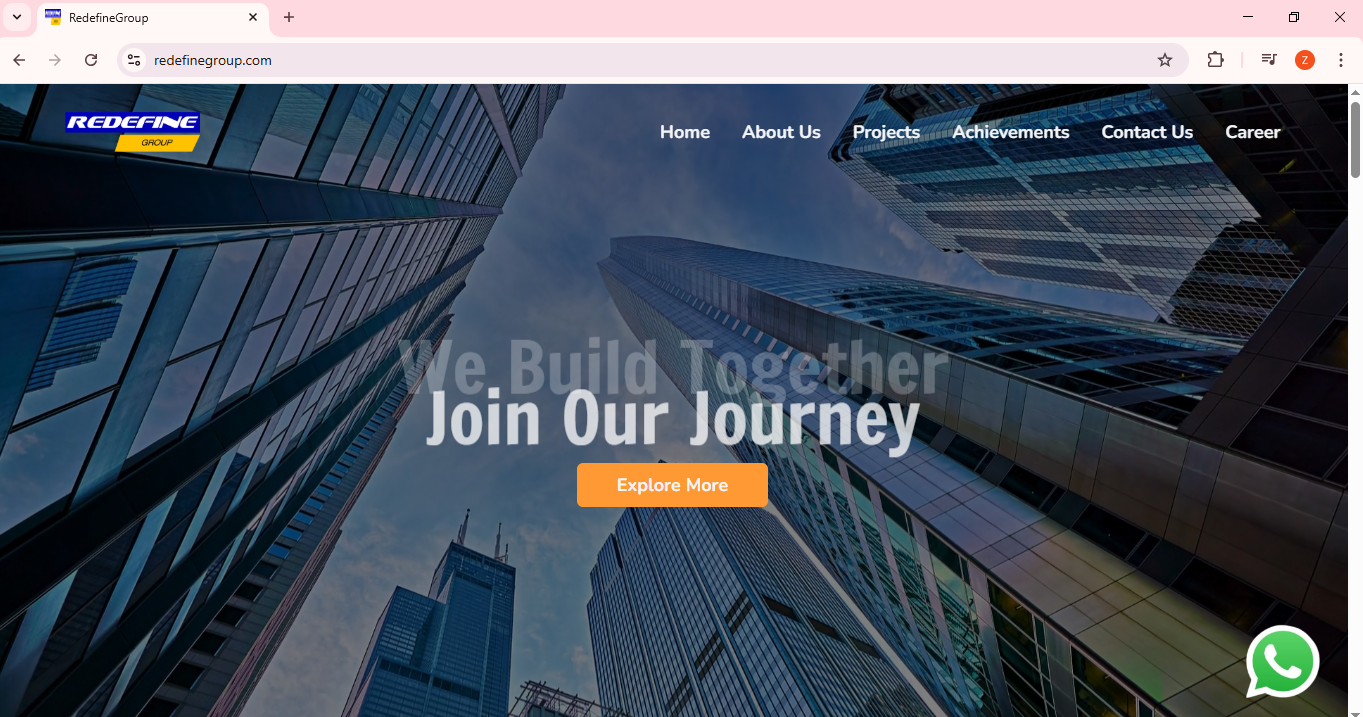 RedefineGroup
redefinegroup.com
Z
REDEFINE
GROUP
Home About Us Projects Achievements Contact Us Career
We Build Together
Join Our Journey
Explore More